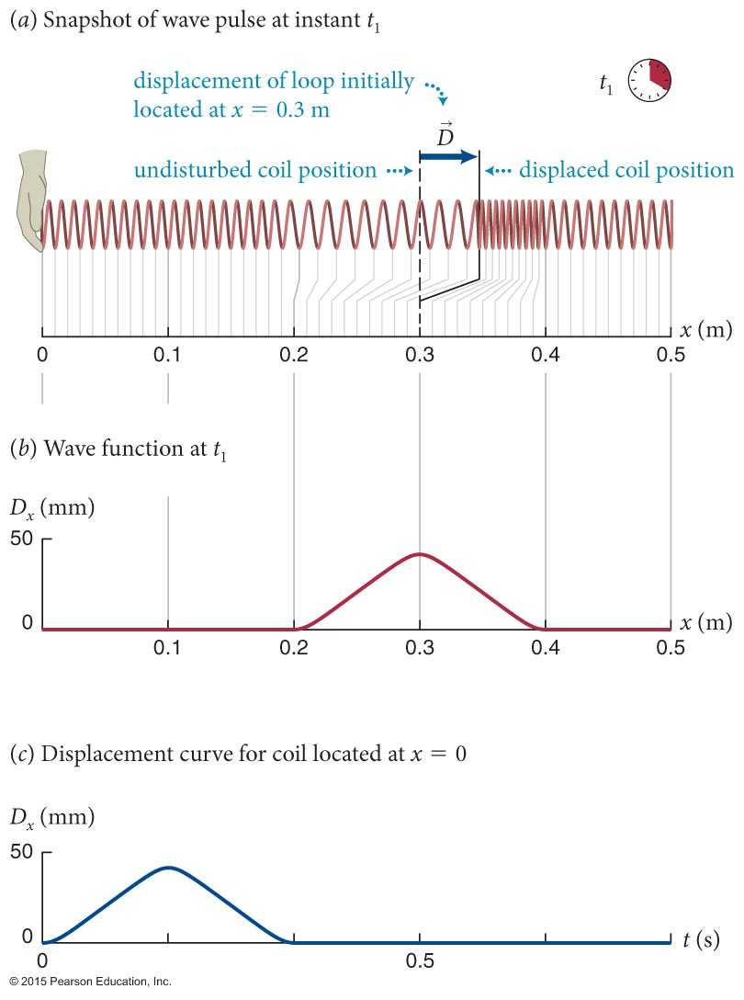 (a) Snapshot of wave pulse at instant t₁
displacement of loop initially
located at x = 0.3 m
t₁
D⃗
undisturbed coil position
displaced coil position
x (m)
0 0.1 0.2 0.3 0.4 0.5
(b) Wave function at t₁
Dₓ (mm)
50
0
x (m)
0.1 0.2 0.3 0.4 0.5
(c) Displacement curve for coil located at x = 0
Dₓ (mm)
50
0
t (s)
0 0.5
© 2015 Pearson Education, Inc.